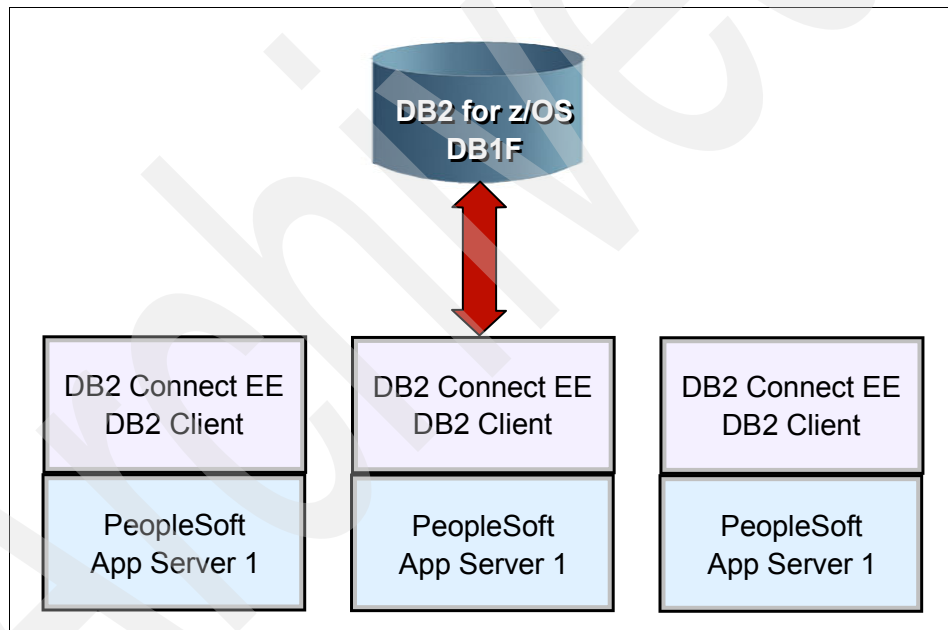 DB2 for z/OS
DB1F
DB2 Connect EE
DB2 Client
DB2 Connect EE
DB2 Client
DB2 Connect EE
DB2 Client
PeopleSoft
App Server 1
PeopleSoft
App Server 1
PeopleSoft
App Server 1
Archive